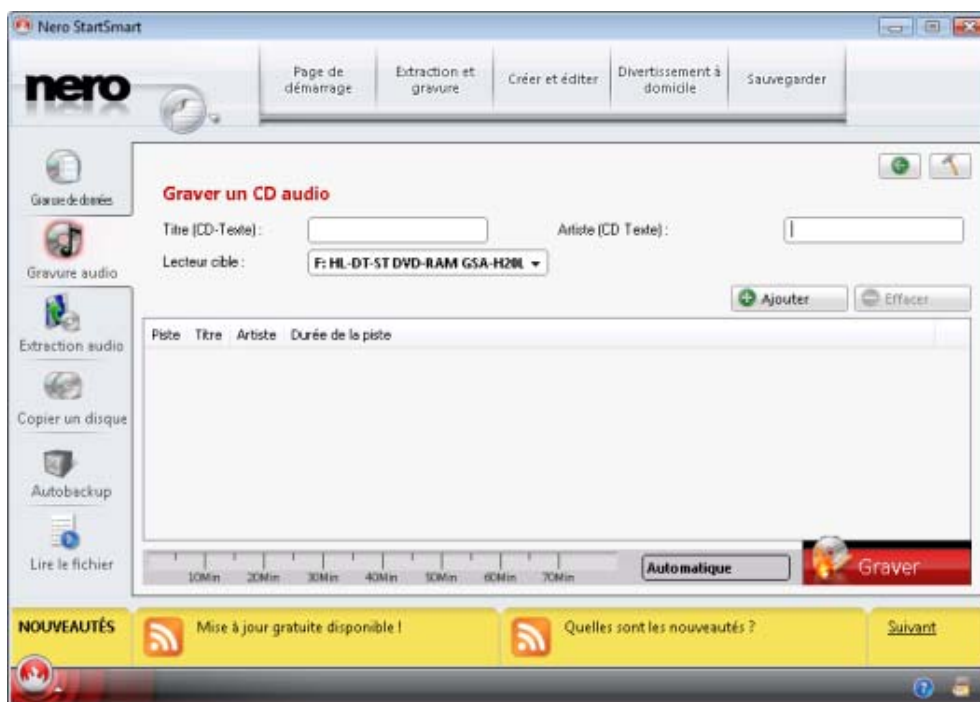 Nero StartSmart
nero
Page de démarrage
Extraction et gravure
Créer et éditer
Divertissement à domicile
Sauvegarder
Gravure de données
Gravure audio
Extraction audio
Copier un disque
Autobackup
Lire le fichier
Graver un CD audio
Titre (CD-Texte) :
Artiste (CD Texte) :
Lecteur cible :
F: HL-DT-ST DVD-RAM GSA-H20L
Ajouter
Effacer
Piste Titre Artiste Durée de la piste
10Min 20Min 30Min 40Min 50Min 60Min 70Min
Automatique
Graver
NOUVEAUTÉS
Mise à jour gratuite disponible !
Quelles sont les nouveautés ?
Suivant